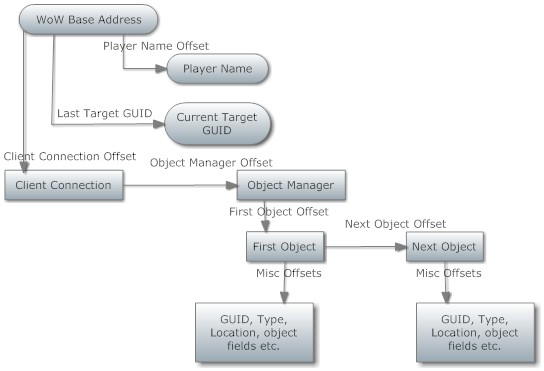 WoW Base Address
Player Name Offset
Player Name
Last Target GUID
Current Target
GUID
Client Connection Offset
Object Manager Offset
Client Connection
Object Manager
First Object Offset
Next Object Offset
First Object
Next Object
Misc Offsets
Misc Offsets
GUID, Type,
Location, object
fields etc.
GUID, Type,
Location, object
fields etc.